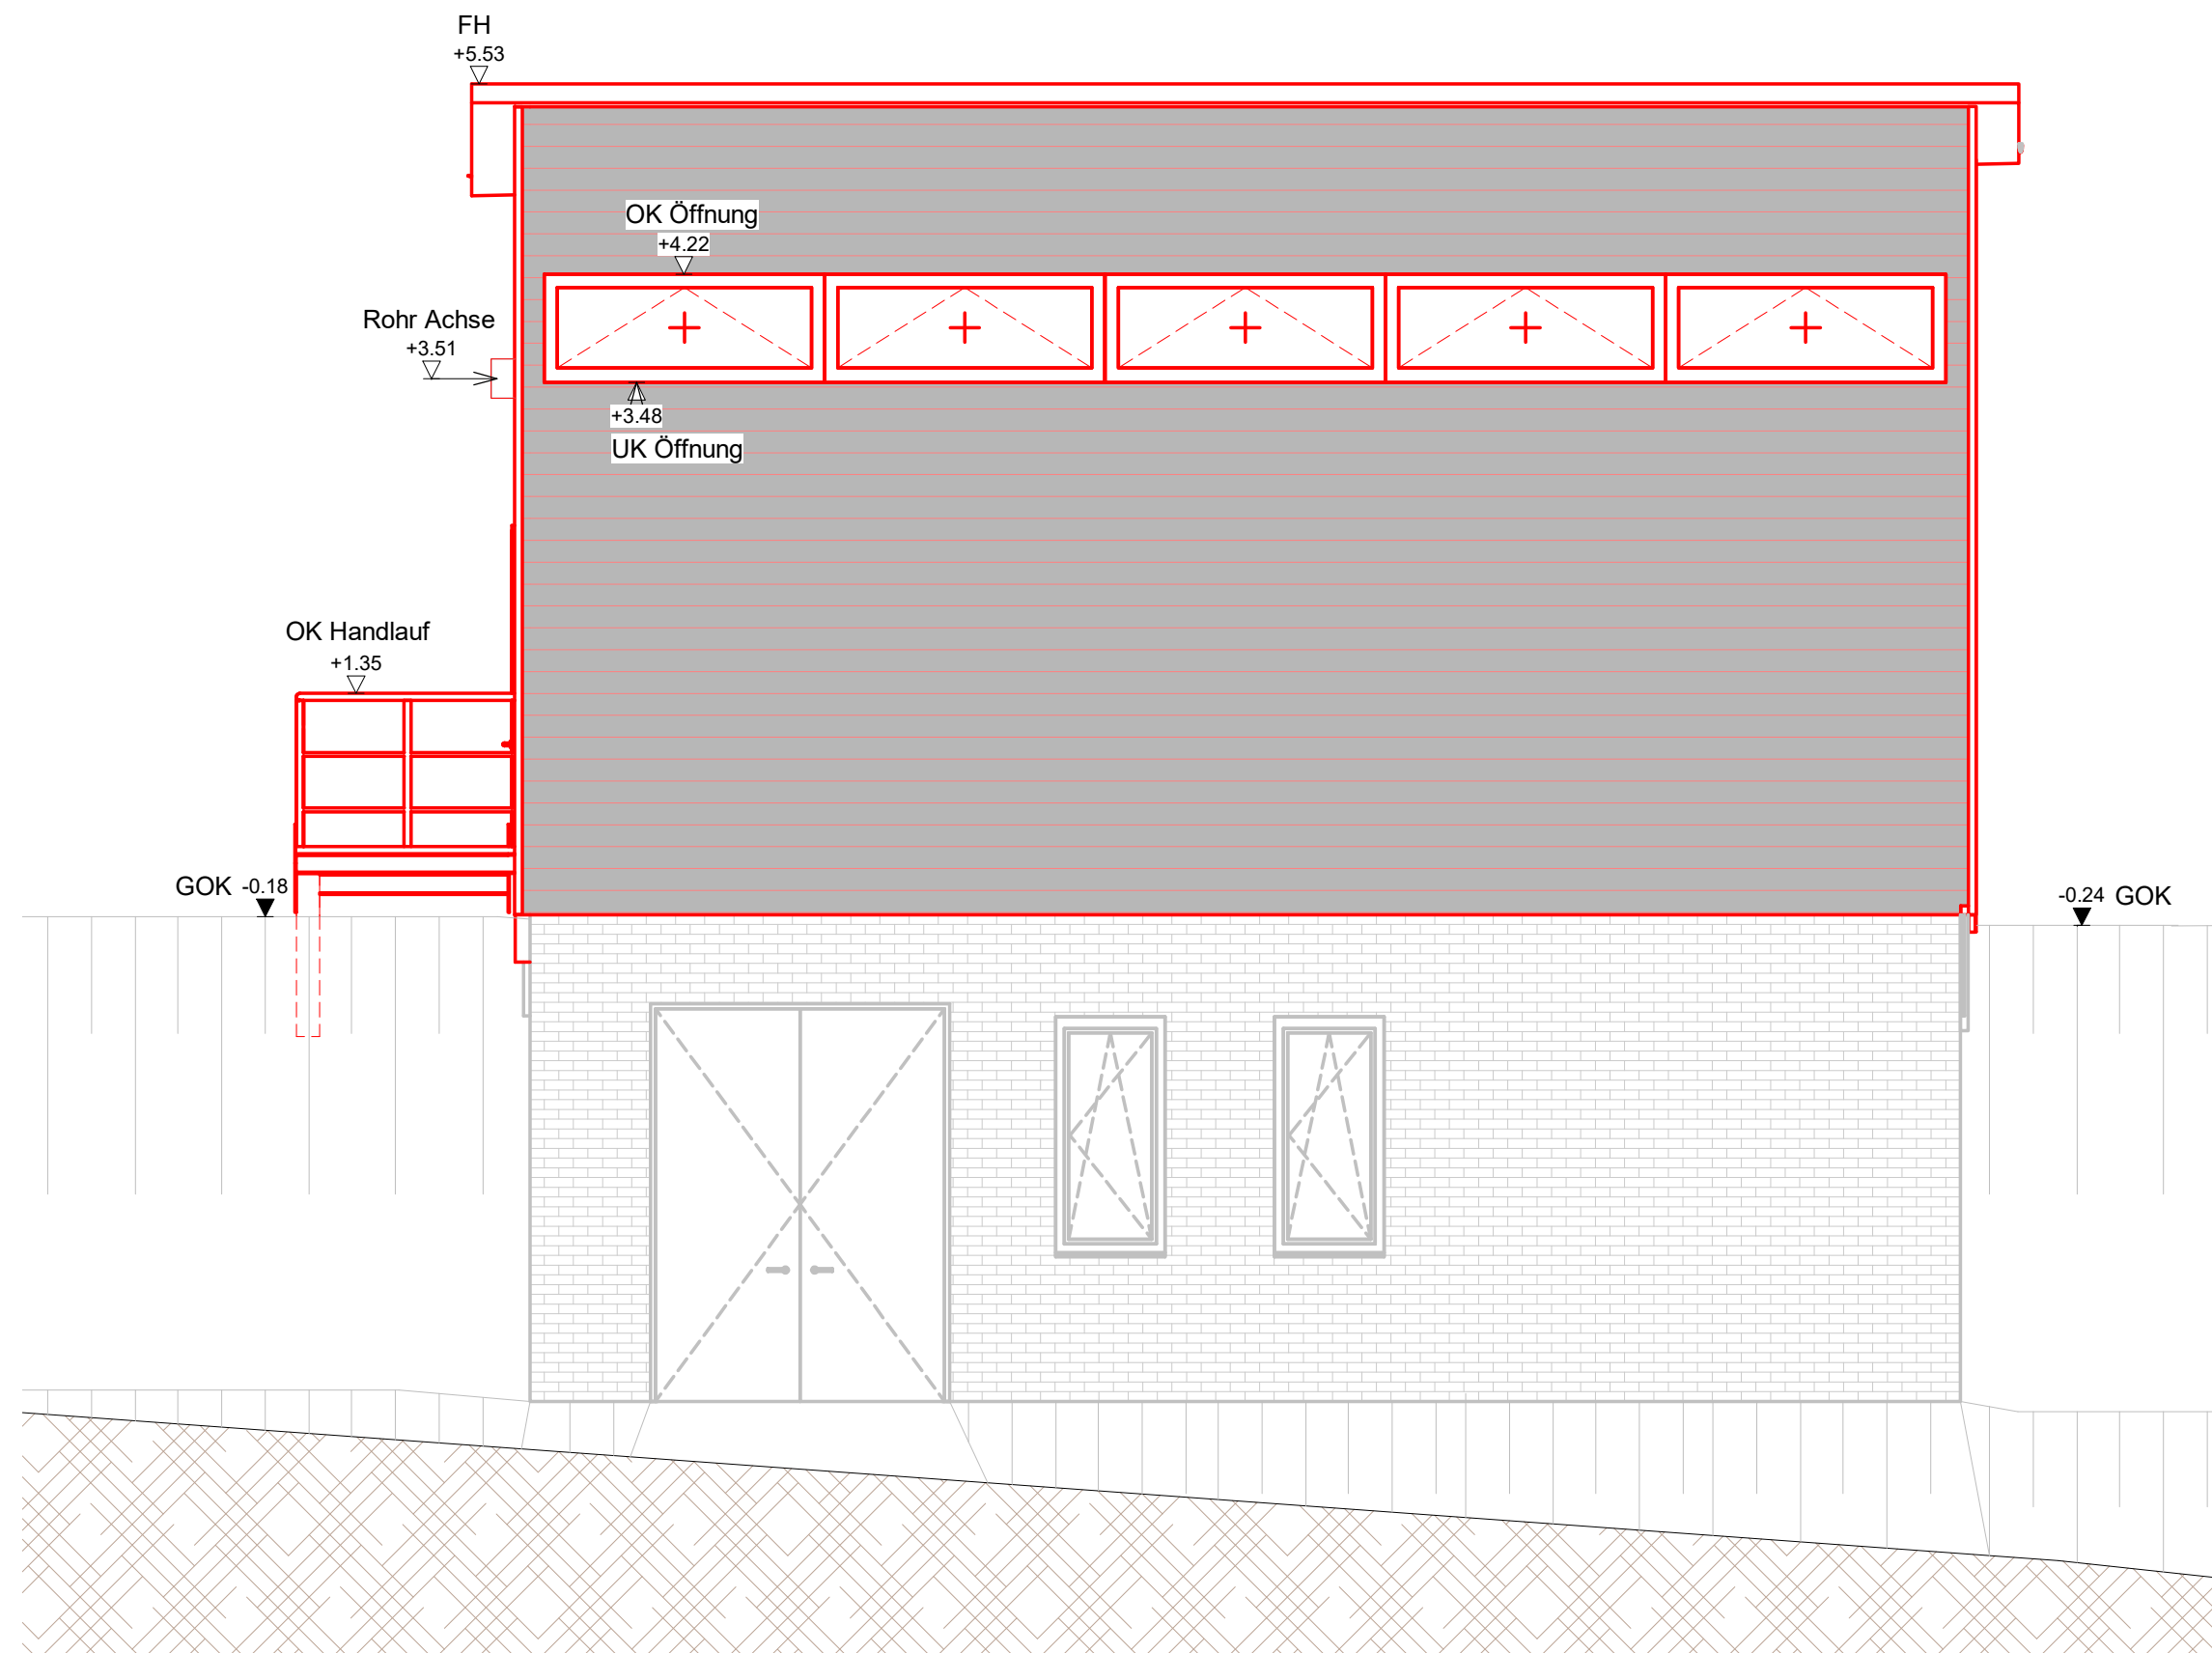 FH
+5.53
OK Öffnung
+4.22
Rohr Achse
+3.51
+3.48
UK Öffnung
OK Handlauf
+1.35
GOK -0.18
-0.24 GOK